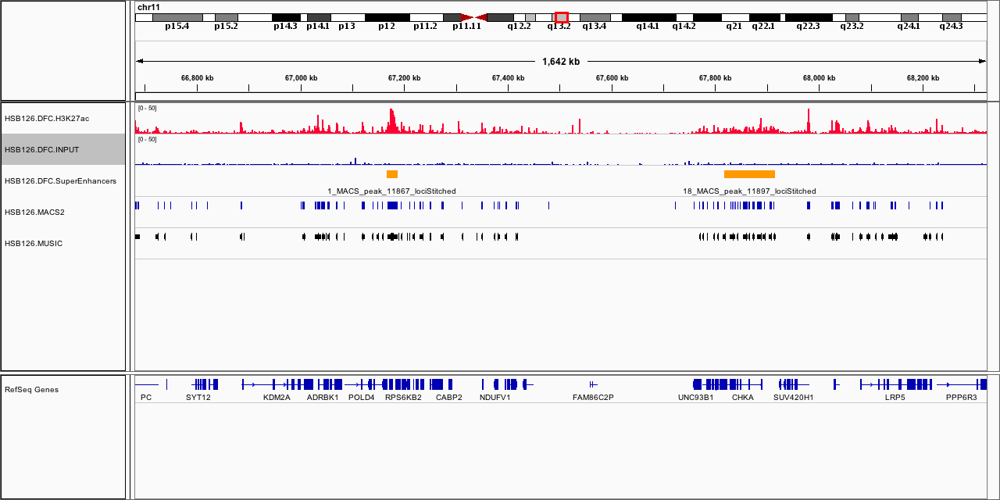 chr11
p15.4 p15.2 p14.3 p14.1 p13 p12 p11.2 p11.11 q12.2 q13.2 q13.4 q14.1 q14.2 q21 q22.1 q22.3 q23.2 q24.1 q24.3
1,642 kb
66,800 kb 67,000 kb 67,200 kb 67,400 kb 67,600 kb 67,800 kb 68,000 kb 68,200 kb
[0 - 50]
HSB126.DFC.H3K27ac
[0 - 50]
HSB126.DFC.INPUT
HSB126.DFC.SuperEnhancers
1_MACS_peak_11867_lociStitched 18_MACS_peak_11897_lociStitched
HSB126.MACS2
HSB126.MUSIC
RefSeq Genes
PC SYT12 KDM2A ADRBK1 POLD4 RPS6KB2 CABP2 NDUFV1 FAM86C2P UNC93B1 CHKA SUV420H1 LRP5 PPP6R3